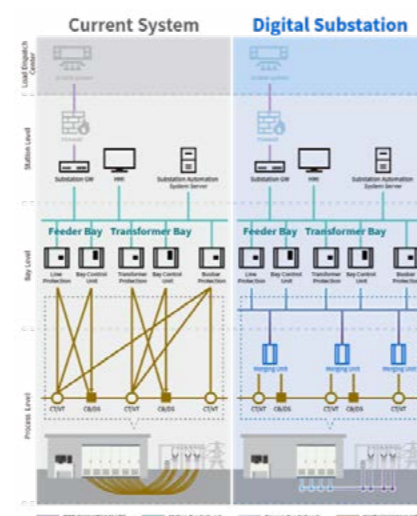 Current System
Digital Substation
Load Dispatch
Center
Station Level
Firewall
Firewall
Substation GW
HMI
Substation Automation
System Server
Substation GW
HMI
Substation Automation
System Server
Feeder Bay
Transformer Bay
Feeder Bay
Transformer Bay
Bay Level
Line
Protection
Bay Control
Unit
Transformer
Protection
Bay Control
Unit
Busbar
Protection
Line
Protection
Bay Control
Unit
Transformer
Protection
Bay Control
Unit
Busbar
Protection
Merging Unit
Merging Unit
Merging Unit
Process Level
CT/VT
CB/DS
CT/VT
CB/DS
CT/VT
CT/VT
CB/DS
CT/VT
CB/DS
CT/VT